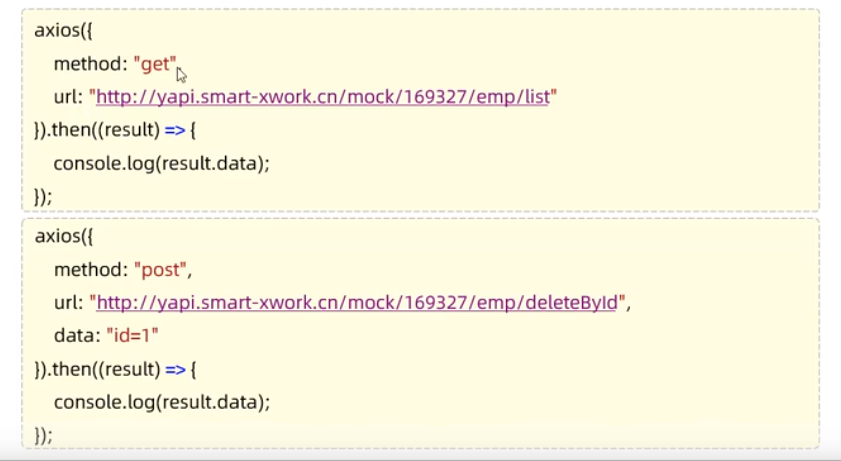 axios({
method: "get",
url: "http://yapi.smart-xwork.cn/mock/169327/emp/list"
}).then((result) => {
console.log(result.data);
});
axios({
method: "post",
url: "http://yapi.smart-xwork.cn/mock/169327/emp/deleteById",
data: "id=1"
}).then((result) => {
console.log(result.data);
});